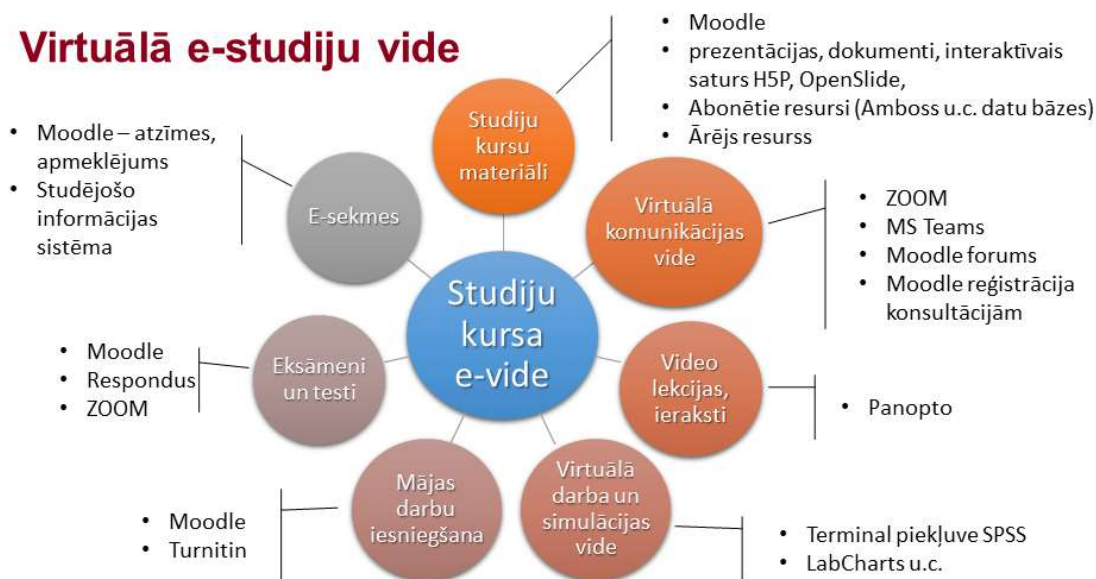 Virtuālā e-studiju vide
• Moodle
• prezentācijas, dokumenti, interaktīvais
saturs H5P, OpenSlide,
• Abonētie resursi (Amboss u.c. datu bāzes)
• Ārējs resurss
Studiju
kursu
materiāli
• Moodle – atzīmes,
apmeklējums
• Studējošo
informācijas
sistēma
E-sekmes
Virtuālā
komunikācijas
vide
• ZOOM
• MS Teams
• Moodle forums
• Moodle reģistrācija
konsultācijām
Studiju
kursa
e-vide
• Moodle
• Respondus
• ZOOM
Eksāmeni
un testi
Video
lekcijas,
ieraksti
• Panopto
Mājas
darbu
iesniegšana
• Moodle
• Turnitin
Virtuālā
darba un
simulācijas
vide
• Terminal piekļuve SPSS
• LabCharts u.c.